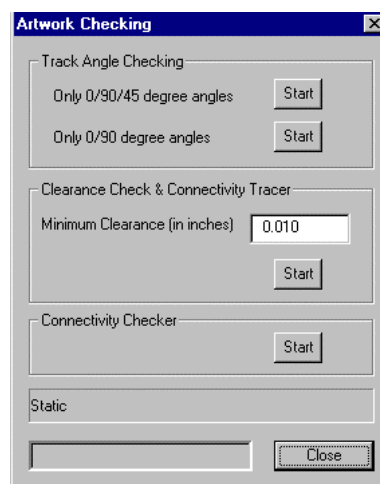 Artwork Checking
Track Angle Checking
Only 0/90/45 degree angles Start
Only 0/90 degree angles Start
Clearance Check & Connectivity Tracer
Minimum Clearance (in inches) 0.010
Start
Connectivity Checker
Start
Static
Close